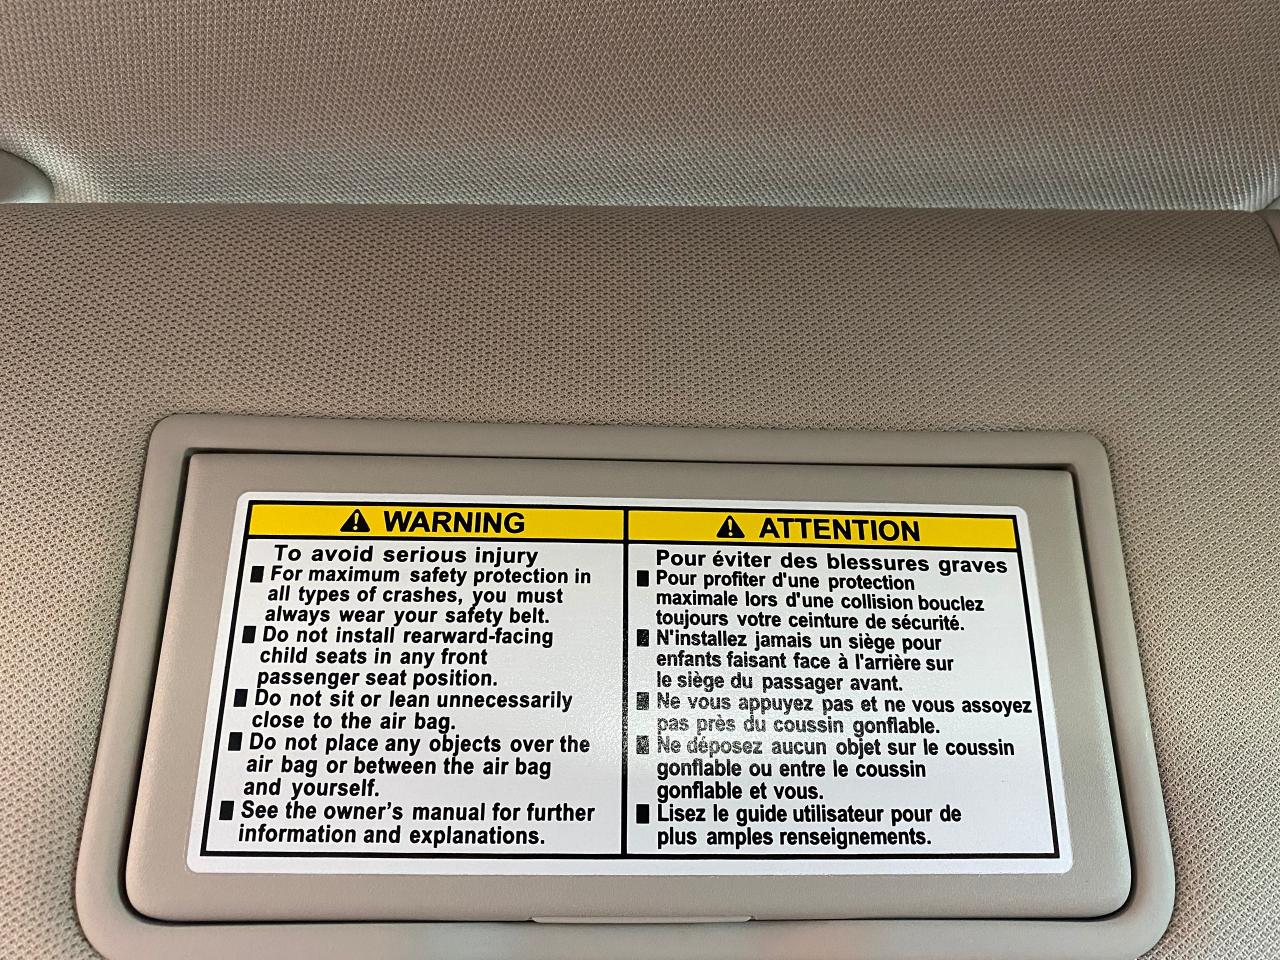 WARNING
To avoid serious injury
For maximum safety protection in
all types of crashes, you must
always wear your safety belt.
Do not install rearward-facing
child seats in any front
passenger seat position.
Do not sit or lean unnecessarily
close to the air bag.
Do not place any objects over the
air bag or between the air bag
and yourself.
See the owner's manual for further
information and explanations.
ATTENTION
Pour éviter des blessures graves
Pour profiter d'une protection
maximale lors d'une collision bouclez
toujours votre ceinture de sécurité.
N'installez jamais un siège pour
enfants faisant face à l'arrière sur
le siège du passager avant.
Ne vous appuyez pas et ne vous assoyez
pas près du coussin gonflable.
Ne déposez aucun objet sur le coussin
gonflable ou entre le coussin
gonflable et vous.
Lisez le guide utilisateur pour de
plus amples renseignements.